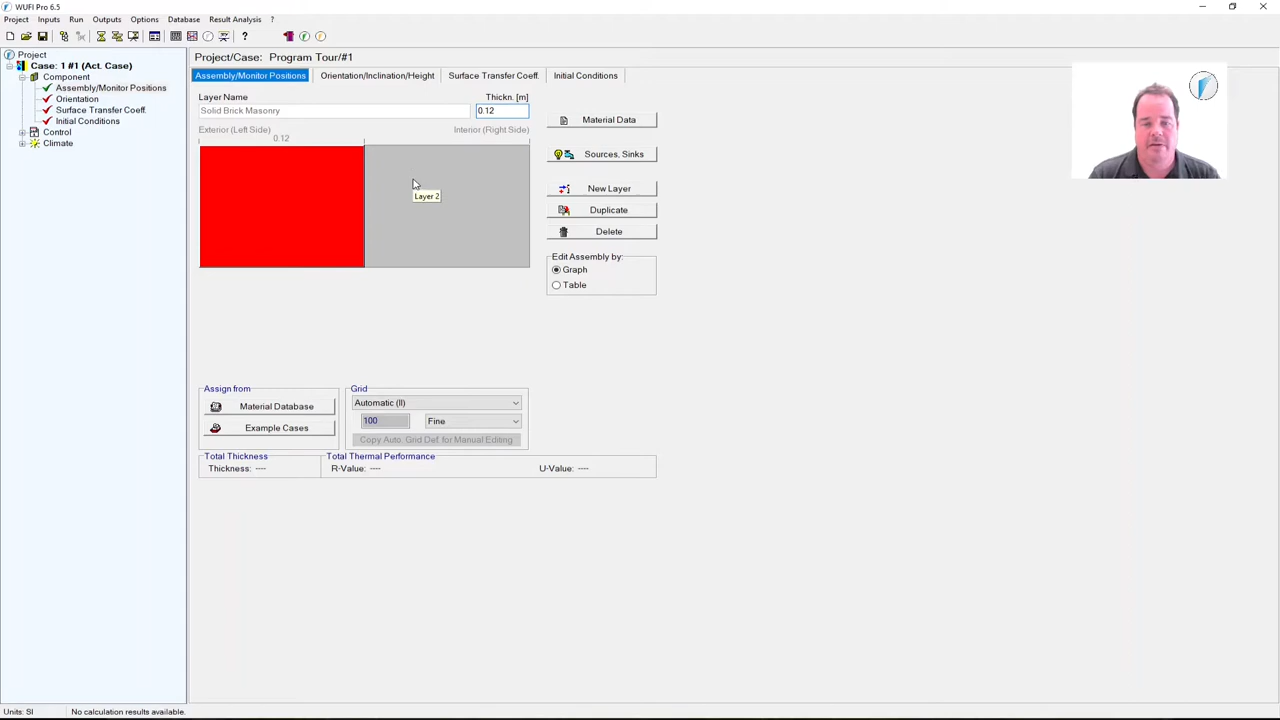 WUFI Pro 6.5
Project Inputs Run Outputs Options Database Result Analysis ?
Project
Case: 1 #1 (Act. Case)
Component
Assembly/Monitor Positions
Orientation
Surface Transfer Coeff.
Initial Conditions
Control
Climate
Project/Case: Program Tour/#1
Assembly/Monitor Positions Orientation/Inclination/Height Surface Transfer Coeff. Initial Conditions
Layer Name Thickn. [m]
Solid Brick Masonry 0.12
Exterior (Left Side) Interior (Right Side)
0.12
Layer 2
Material Data
Sources, Sinks
New Layer
Duplicate
Delete
Edit Assembly by:
Graph
Table
Assign from
Material Database
Example Cases
Grid
Automatic (II)
100 Fine
Copy Auto. Grid Def. for Manual Editing
Total Thickness Total Thermal Performance
Thickness: ---- R-Value: ---- U-Value: ----
Units: SI No calculation results available.